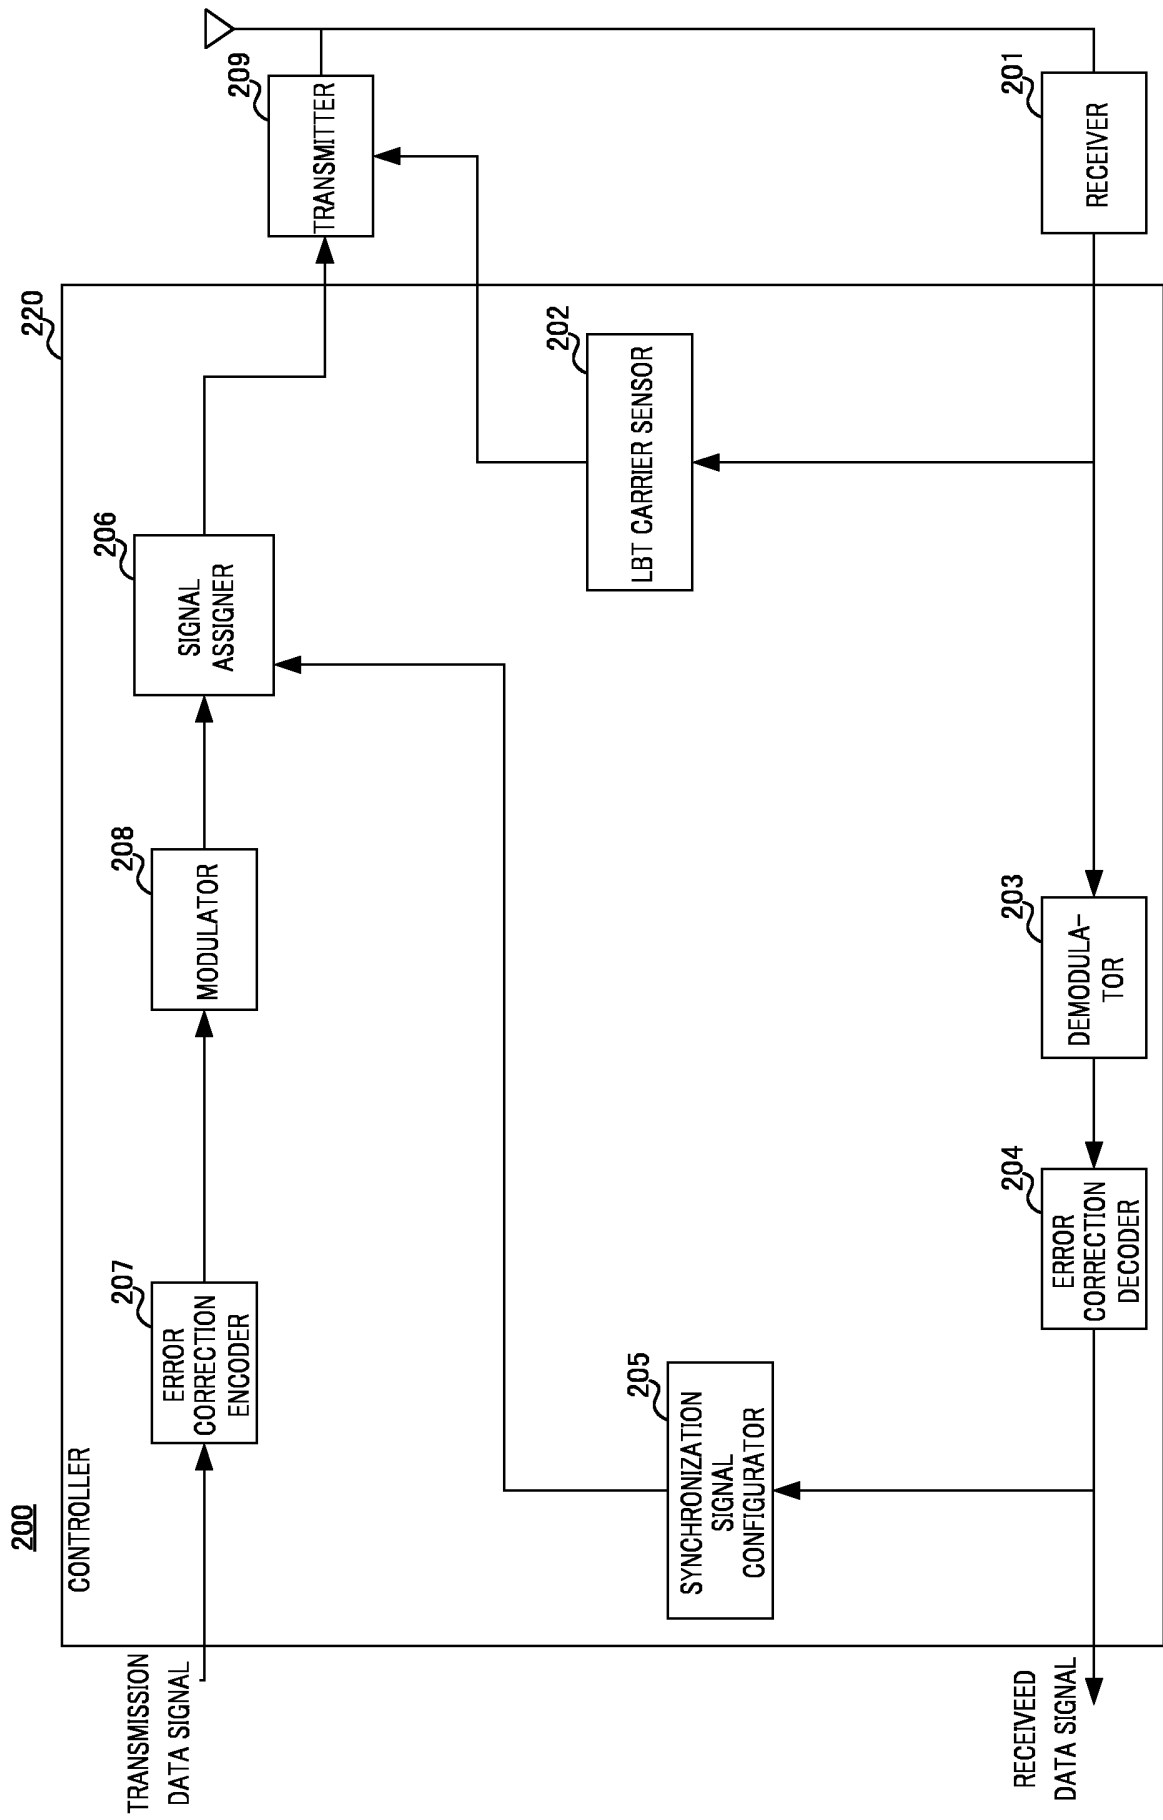 200
220
CONTROLLER
TRANSMISSION
DATA SIGNAL
207
ERROR
CORRECTION
ENCODER
208
MODULATOR
206
SIGNAL
ASSIGNER
209
TRANSMITTER
205
SYNCHRONIZATION
SIGNAL
CONFIGURATOR
202
LBT CARRIER SENSOR
RECEIVEED
DATA SIGNAL
204
ERROR
CORRECTION
DECODER
203
DEMODULA-
TOR
201
RECEIVER